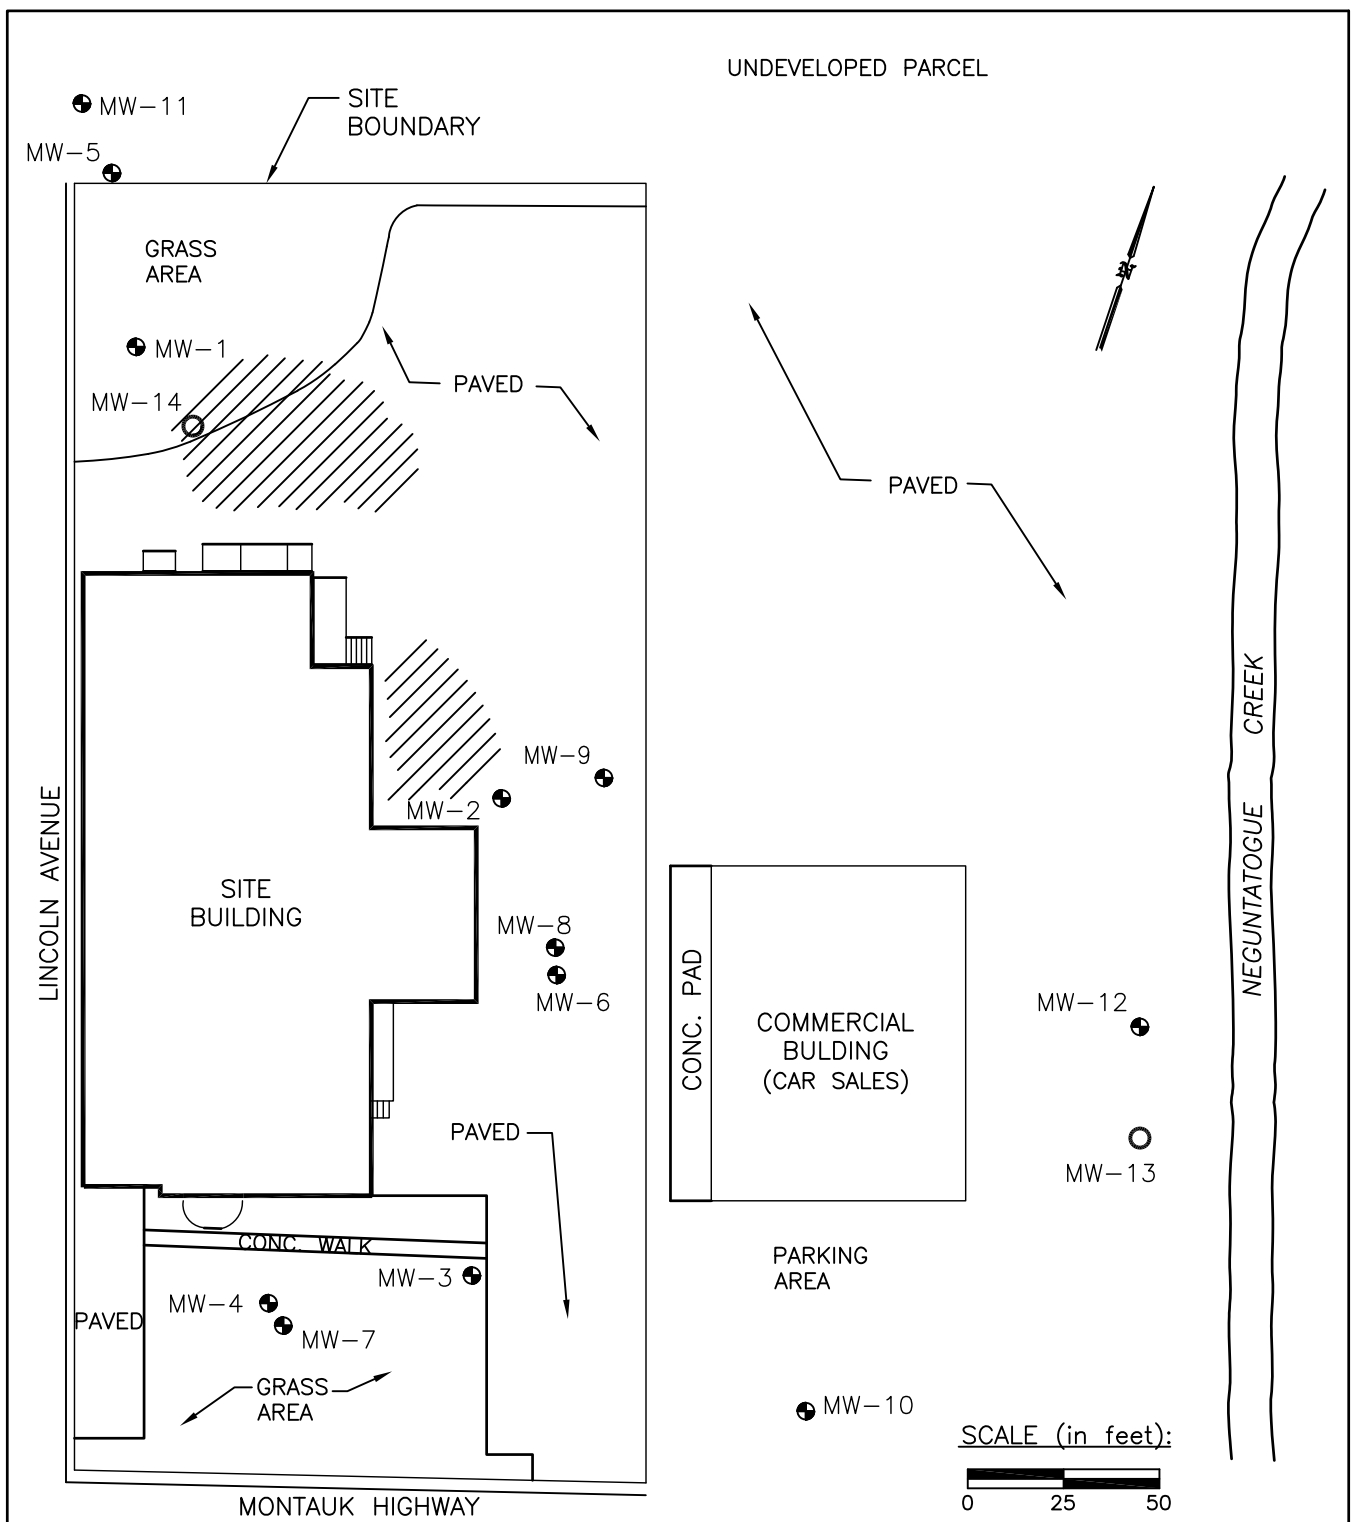 UNDEVELOPED PARCEL
MW-11
SITE
BOUNDARY
MW-5
GRASS
AREA
N
MW-1
PAVED
MW-14
PAVED
MW-9
MW-2
LINCOLN AVENUE
SITE
BUILDING
MW-8
MW-6
CONC. PAD
COMMERCIAL
BULDING
(CAR SALES)
MW-12
MW-13
NEGUNTATOGUE CREEK
PAVED
CONC. WALK
MW-3
MW-4
MW-7
PAVED
GRASS
AREA
PARKING
AREA
MW-10
SCALE (in feet):
0 25 50
MONTAUK HIGHWAY